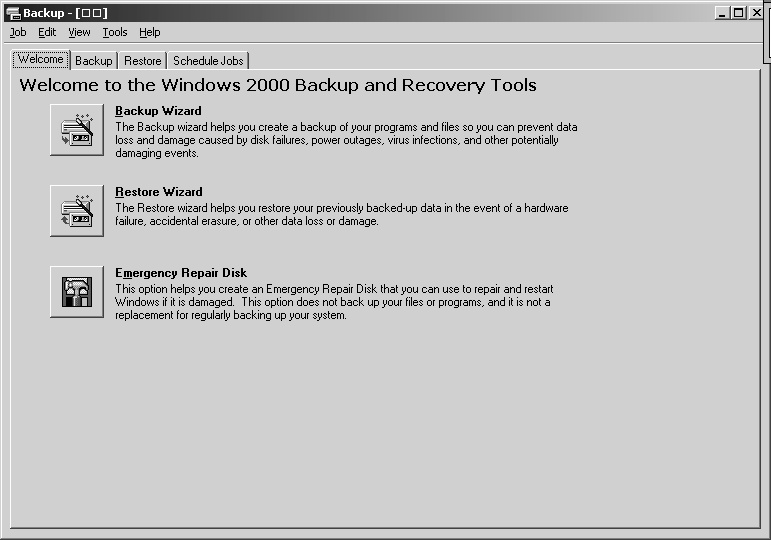 Backup - [□□]
Job Edit View Tools Help
Welcome Backup Restore Schedule Jobs
Welcome to the Windows 2000 Backup and Recovery Tools
Backup Wizard
The Backup wizard helps you create a backup of your programs and files so you can prevent data
loss and damage caused by disk failures, power outages, virus infections, and other potentially
damaging events.
Restore Wizard
The Restore wizard helps you restore your previously backed-up data in the event of a hardware
failure, accidental erasure, or other data loss or damage.
Emergency Repair Disk
This option helps you create an Emergency Repair Disk that you can use to repair and restart
Windows if it is damaged.  This option does not back up your files or programs, and it is not a
replacement for regularly backing up your system.